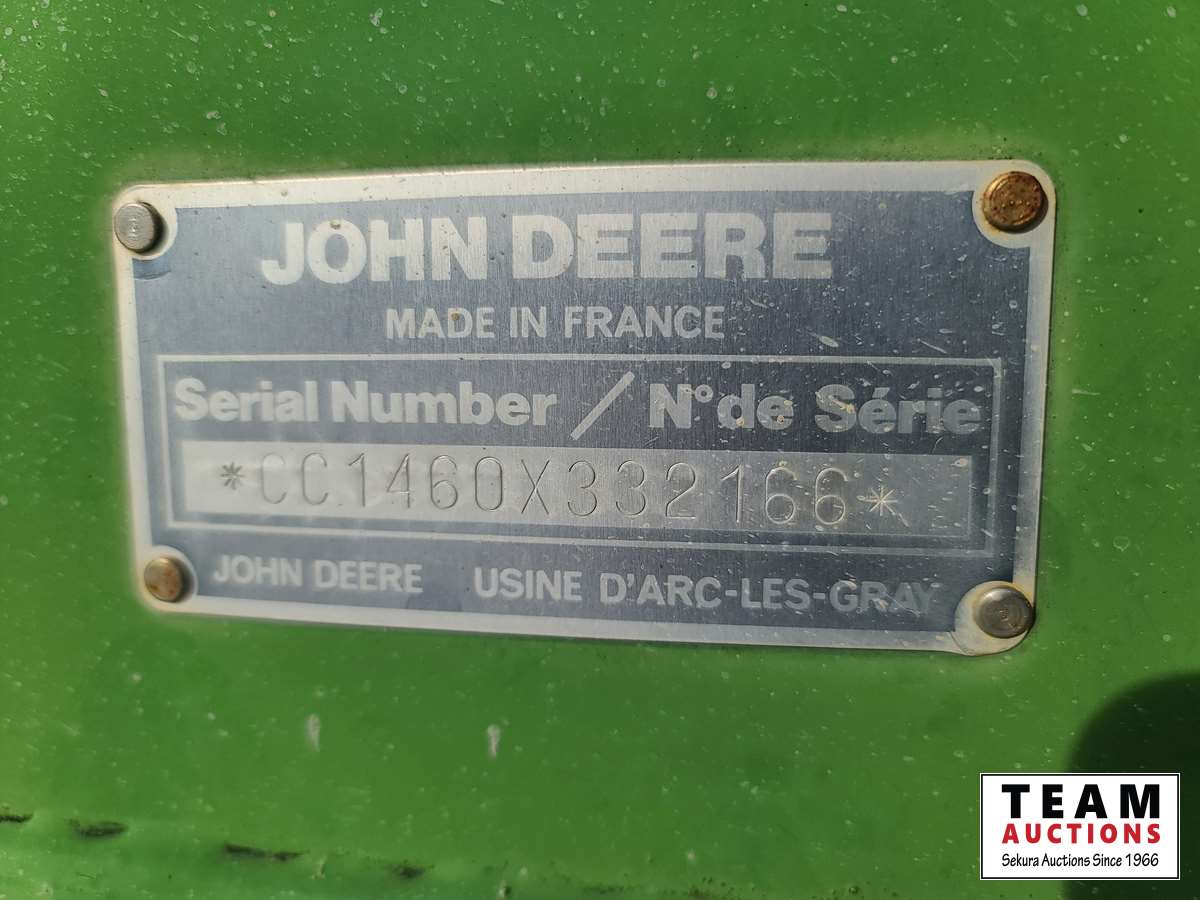 JOHN DEERE
MADE IN FRANCE
Serial Number / N° de Série
*CC1460X332166*
JOHN DEERE USINE D'ARC-LES-GRAY
TEAM
AUCTIONS
Sekura Auctions Since 1966